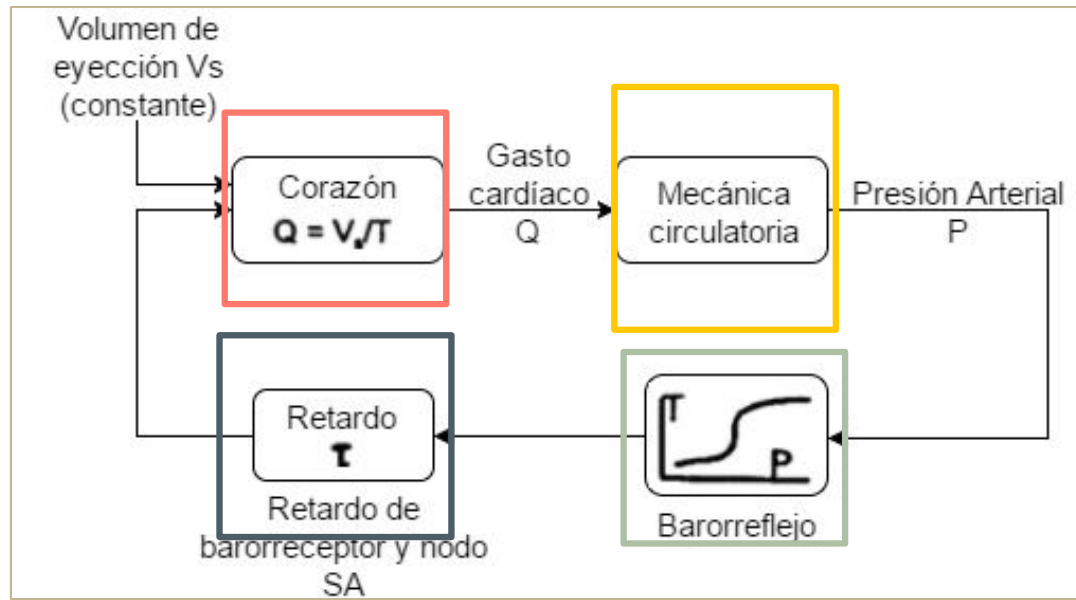 Volumen de
eyección Vs
(constante)
Corazón
Q = Vs/T
Gasto
cardíaco
Q
Mecánica
circulatoria
Presión Arterial
P
Retardo
τ
Retardo de
barorreceptor y nodo
SA
T
P
Barorreflejo